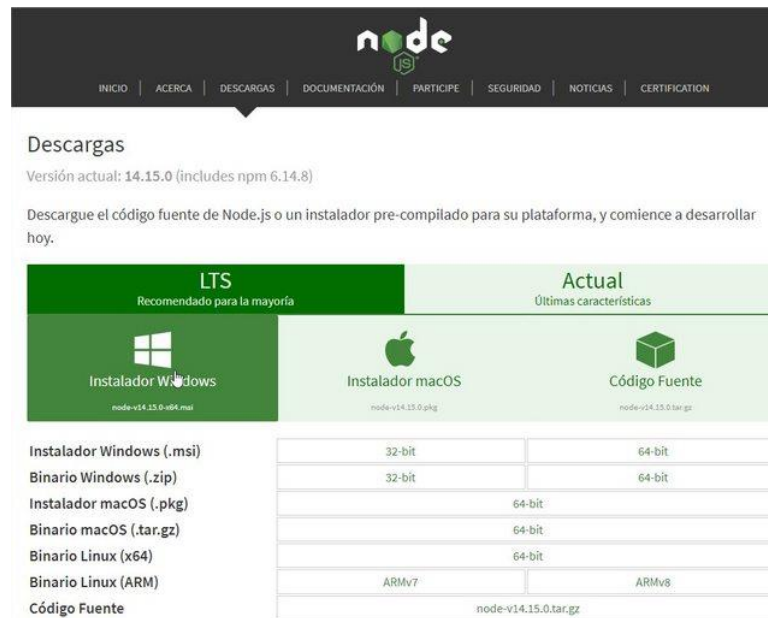 node
JS
INICIO | ACERCA | DESCARGAS | DOCUMENTACIÓN | PARTICIPE | SEGURIDAD | NOTICIAS | CERTIFICATION
Descargas
Versión actual: 14.15.0 (includes npm 6.14.8)
Descargue el código fuente de Node.js o un instalador pre-compilado para su plataforma, y comience a desarrollar
hoy.
LTS
Recomendado para la mayoría
Actual
Últimas características
Instalador Windows
node-v14.15.0-x64.msi
Instalador macOS
node-v14.15.0.pkg
Código Fuente
node-v14.15.0.tar.gz
Instalador Windows (.msi) 32-bit 64-bit
Binario Windows (.zip) 32-bit 64-bit
Instalador macOS (.pkg) 64-bit
Binario macOS (.tar.gz) 64-bit
Binario Linux (x64) 64-bit
Binario Linux (ARM) ARMv7 ARMv8
Código Fuente node-v14.15.0.tar.gz